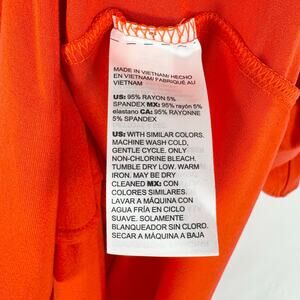 MADE IN VIETNAM/ HECHO
EN VIETNAM/ FABRIQUÉ AU
VIETNAM
US: 95% RAYON 5%
SPANDEX MX: 95% rayón 5%
elastano CA: 95% RAYONNE
5% SPANDEX
US: WITH SIMILAR COLORS.
MACHINE WASH COLD,
GENTLE CYCLE. ONLY
NON-CHLORINE BLEACH.
TUMBLE DRY LOW. WARM
IRON. MAY BE DRY
CLEANED MX: CON
COLORES SIMILARES.
LAVAR A MÁQUINA CON
AGUA FRÍA EN CICLO
SUAVE. SOLAMENTE
BLANQUEADOR SIN CLORO.
SECAR A MÁQUINA A BAJA